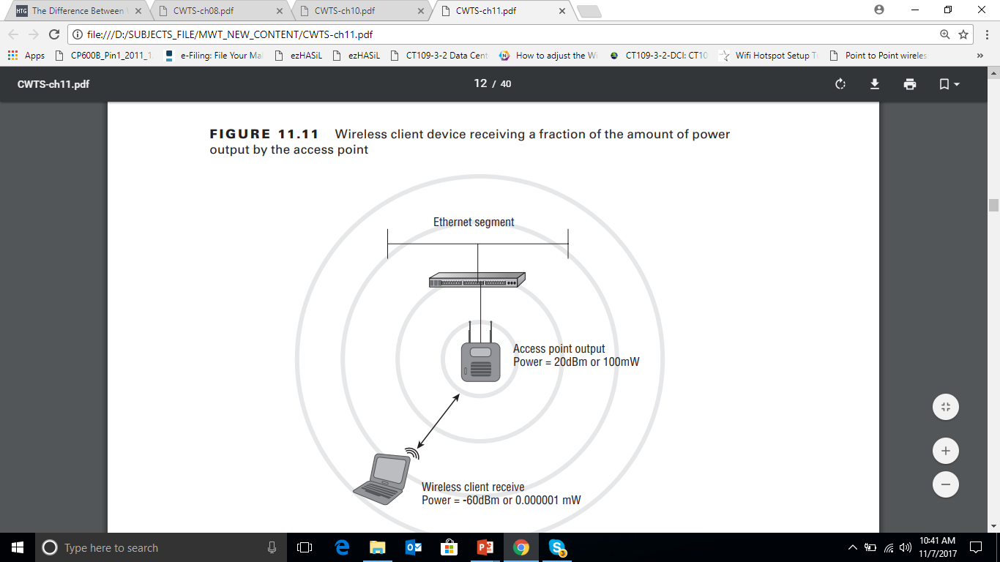 HTG The Difference Between
CWTS-ch08.pdf
CWTS-ch10.pdf
CWTS-ch11.pdf
file:///D:/SUBJECTS_FILE/MWT_NEW_CONTENT/CWTS-ch11.pdf
Apps
CP600B_Pin1_2011_1
e-Filing: File Your Ma
ezHASiL
ezHASiL
CT109-3-2 Data Cent
How to adjust the Wi
CT109-3-2-DCI: CT10
Wifi Hotspot Setup T
Point to Point wireles
»
CWTS-ch11.pdf
12 / 40
FIGURE 11.11 Wireless client device receiving a fraction of the amount of power
output by the access point
Ethernet segment
Access point output
Power = 20dBm or 100mW
Wireless client receive
Power = -60dBm or 0.000001 mW
Type here to search
10:41 AM
11/7/2017